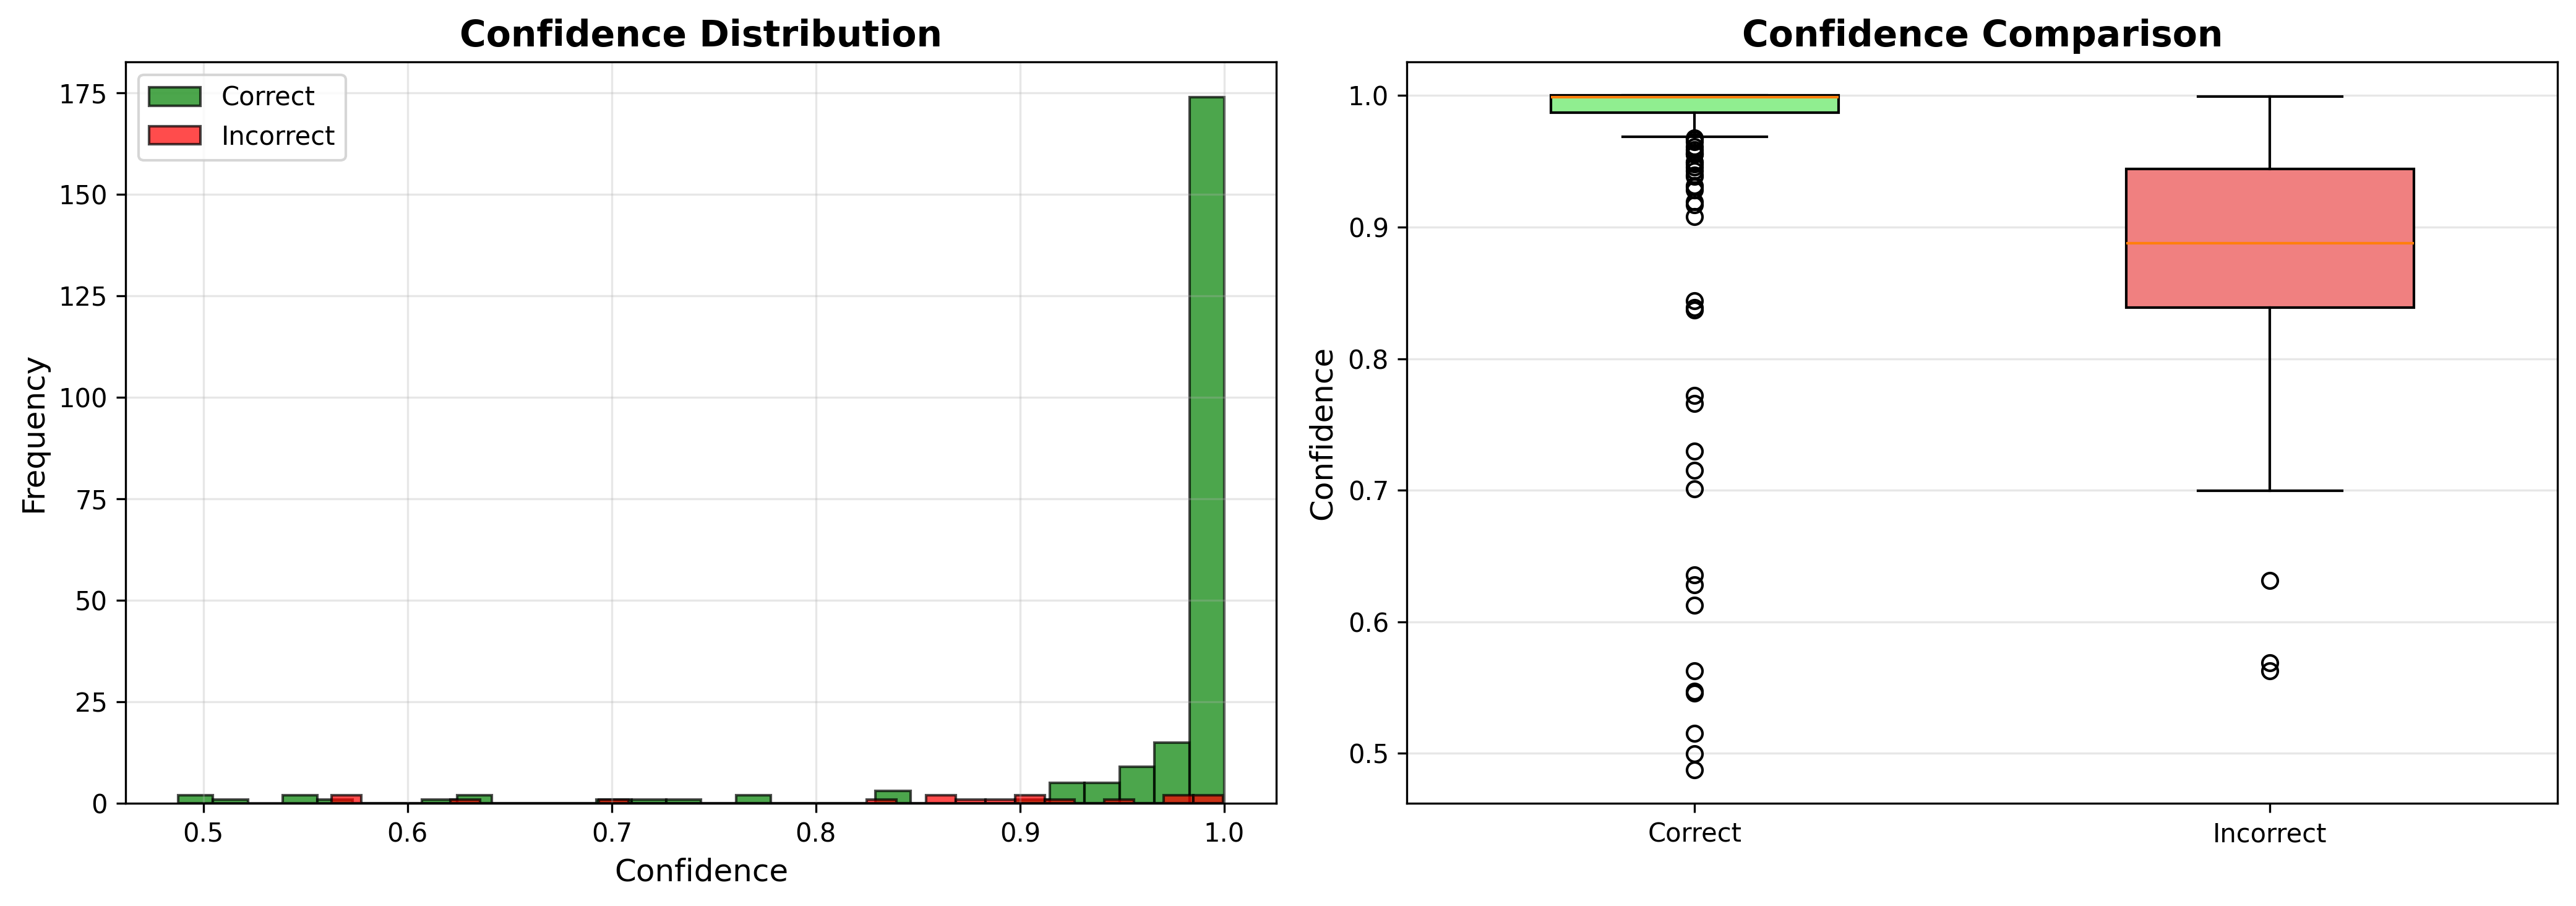 Confidence Distribution
Correct
Incorrect
175
150
125
100
75
50
25
0
Frequency
0.5 0.6 0.7 0.8 0.9 1.0
Confidence
Confidence Comparison
1.0
0.9
0.8
0.7
0.6
0.5
Confidence
Correct Incorrect